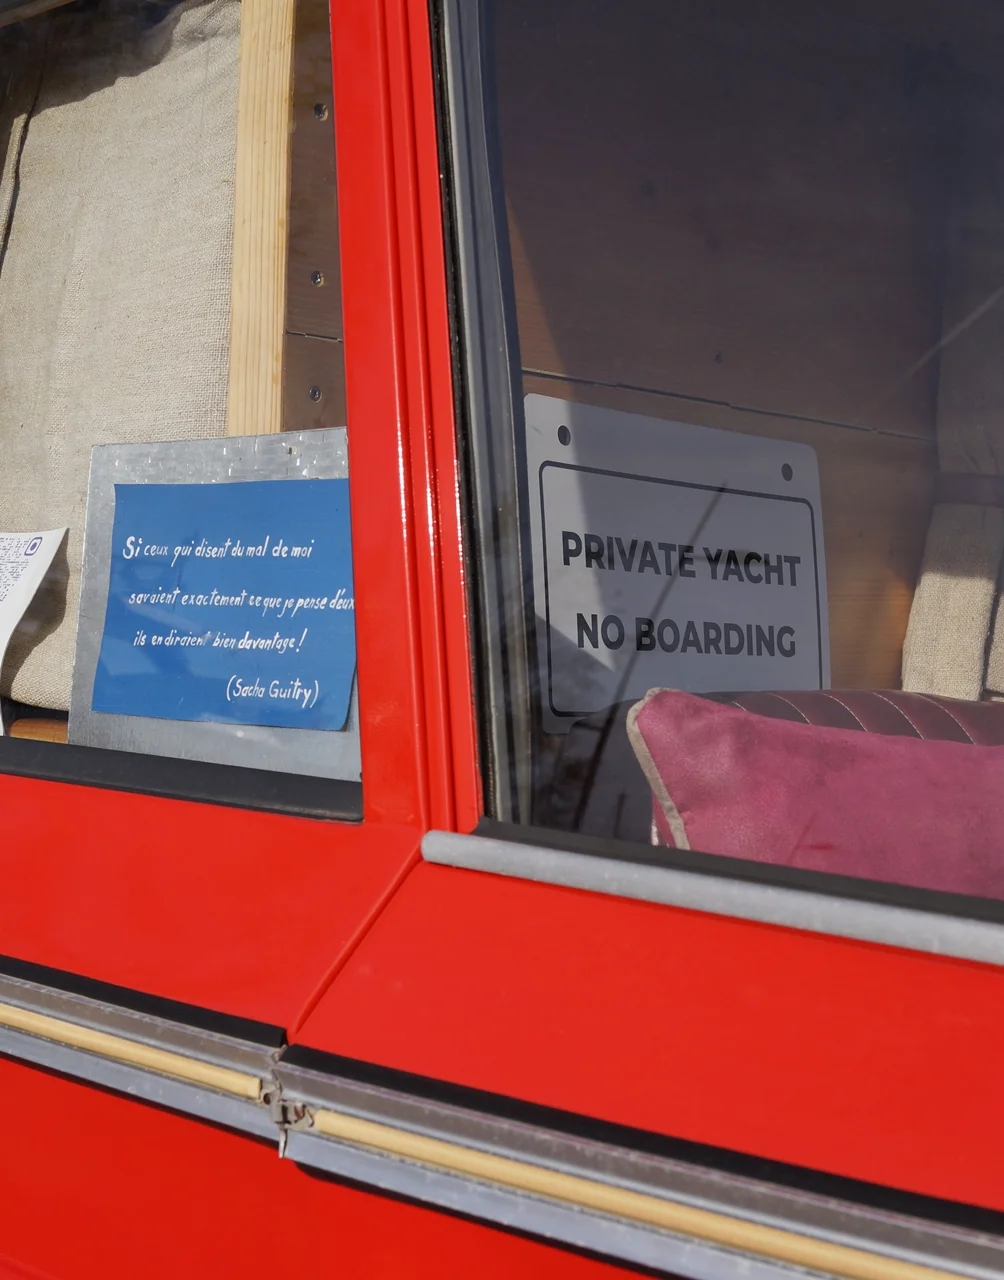 Si ceux qui disent du mal de moi
savaient exactement ce que je pense d'eux
ils en diraient bien davantage !
(Sacha Guitry)
PRIVATE YACHT
NO BOARDING